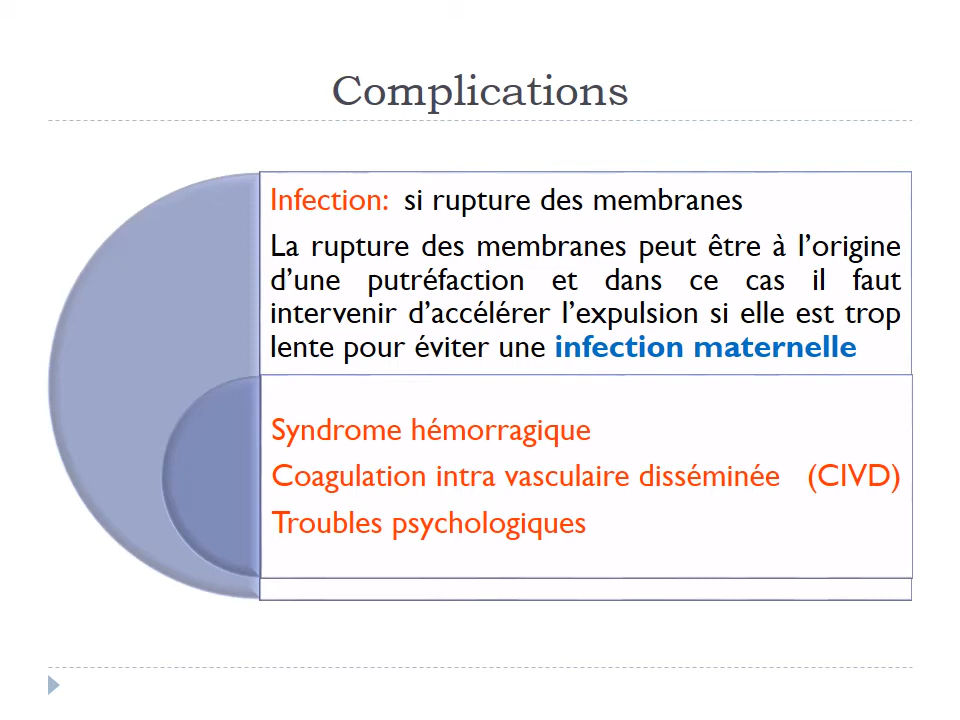 Complications
Infection: si rupture des membranes
La rupture des membranes peut être à l’origine
d’une putréfaction et dans ce cas il faut
intervenir d’accélérer l’expulsion si elle est trop
lente pour éviter une infection maternelle
Syndrome hémorragique
Coagulation intra vasculaire disséminée (CIVD)
Troubles psychologiques